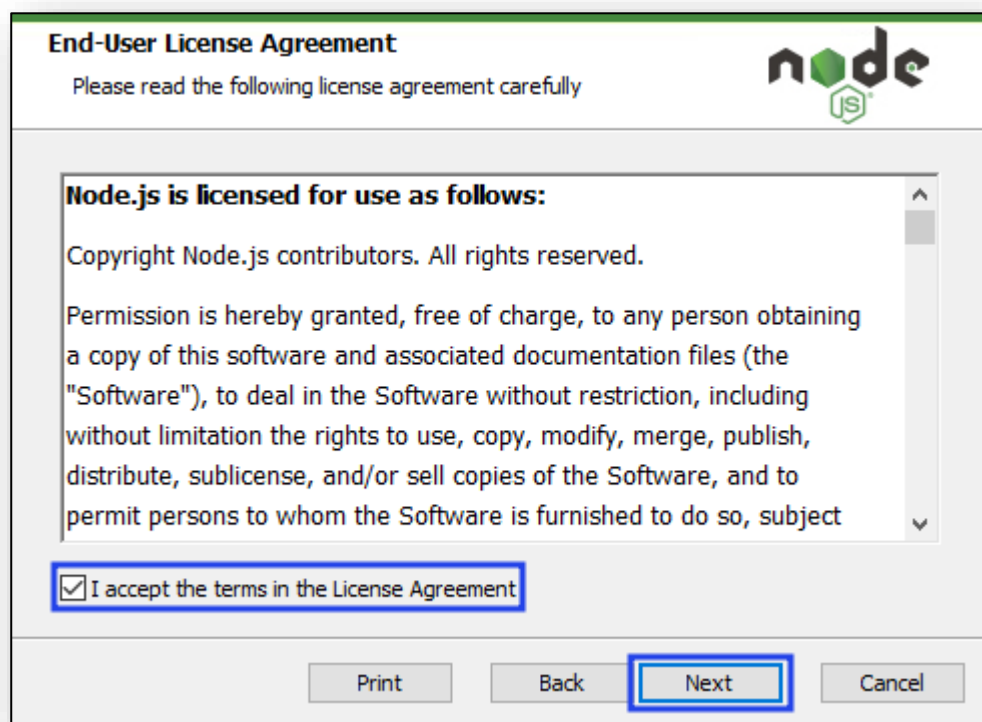 End-User License Agreement
Please read the following license agreement carefully
node
JS
Node.js is licensed for use as follows:
Copyright Node.js contributors. All rights reserved.
Permission is hereby granted, free of charge, to any person obtaining
a copy of this software and associated documentation files (the
"Software"), to deal in the Software without restriction, including
without limitation the rights to use, copy, modify, merge, publish,
distribute, sublicense, and/or sell copies of the Software, and to
permit persons to whom the Software is furnished to do so, subject
I accept the terms in the License Agreement
Print Back Next Cancel